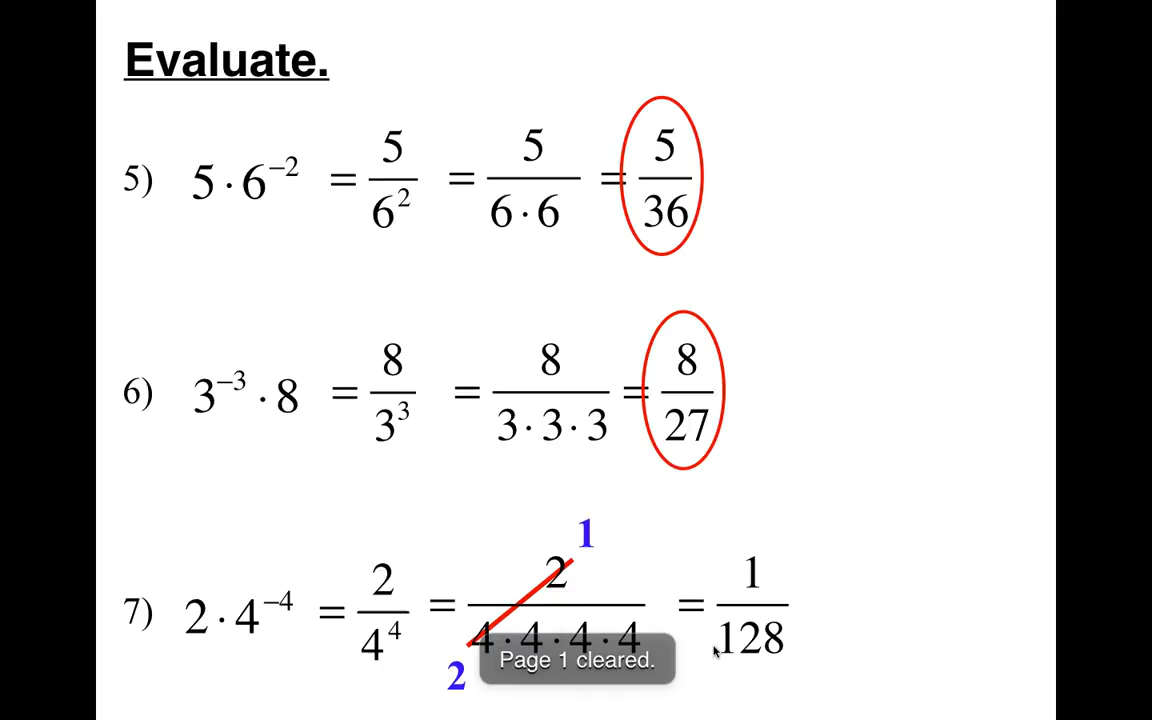 Evaluate.
5) 5 · 6⁻² = 5/6² = 5/(6 · 6) = 5/36
6) 3⁻³ · 8 = 8/3³ = 8/(3 · 3 · 3) = 8/27
1
7) 2 · 4⁻⁴ = 2/4⁴ = 2/(4 · 4 · 4 · 4) = 1/128
2
Page 1 cleared.